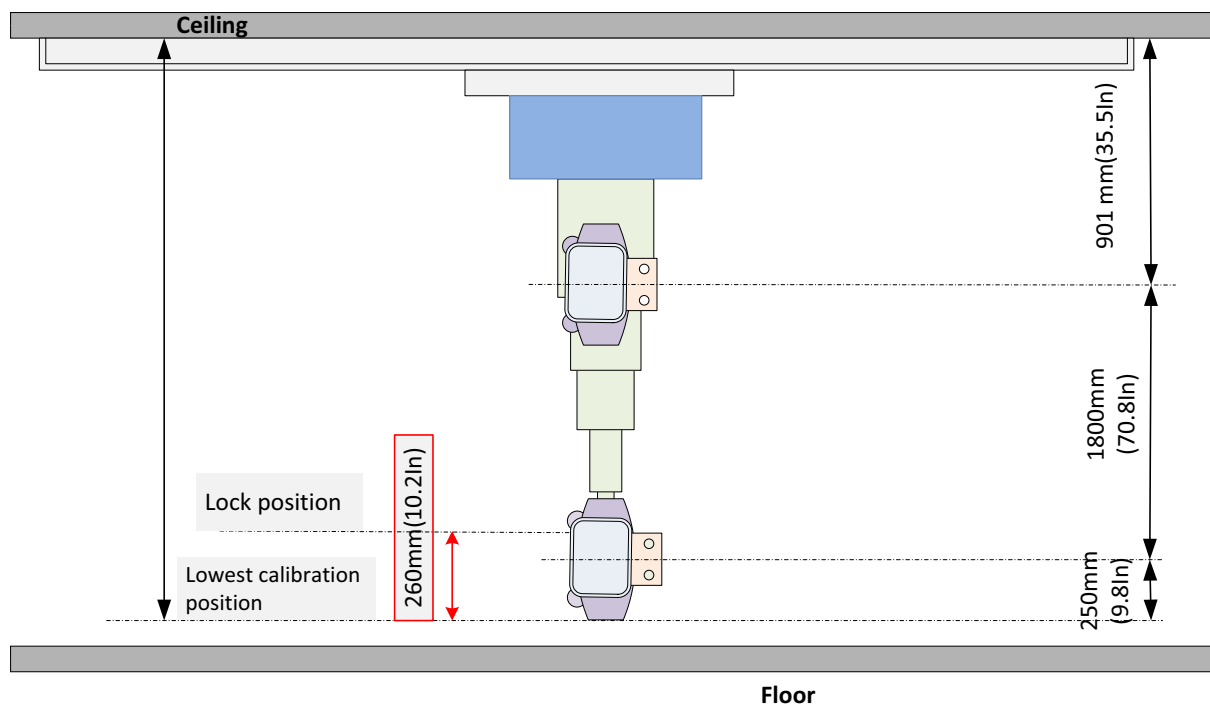 Ceiling
901 mm(35.5In)
1800mm
(70.8In)
Lock position
260mm(10.2In)
Lowest calibration
position
250mm
(9.8In)
Floor